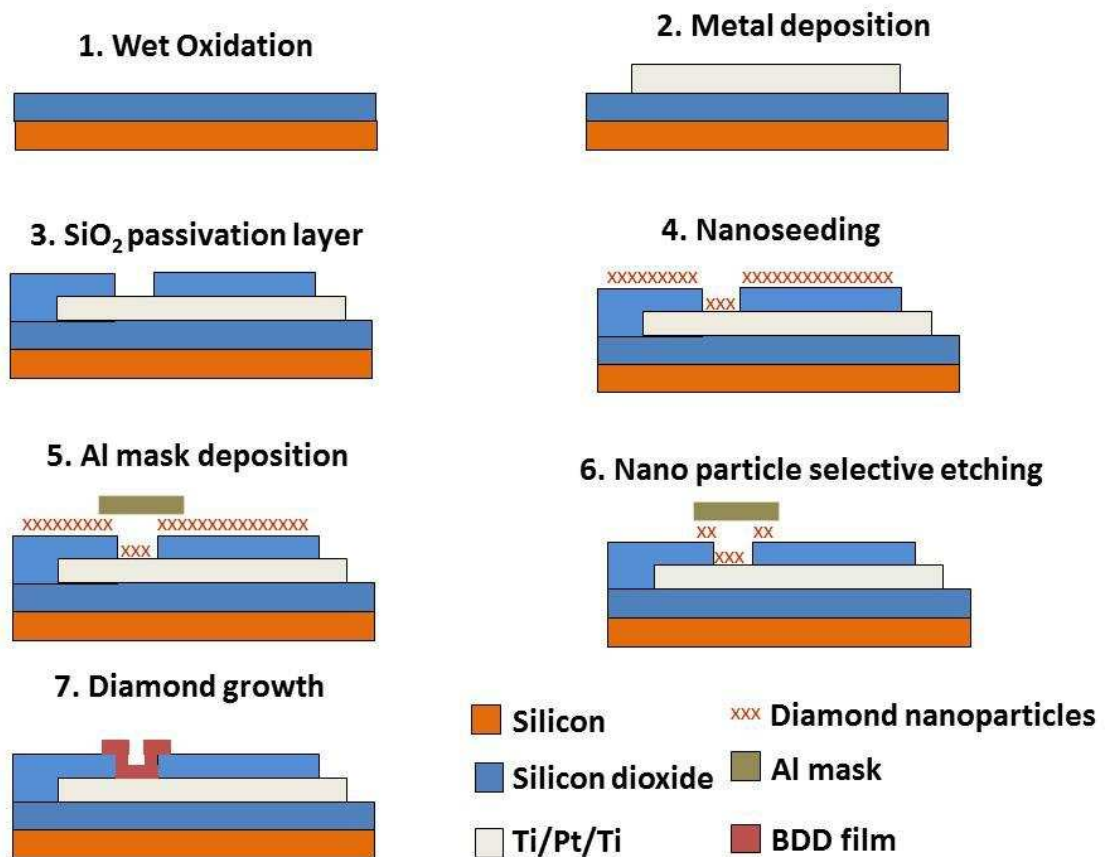 1. Wet Oxidation
2. Metal deposition
3. SiO₂ passivation layer
4. Nanoseeding
xxxxxxxxx xxxxxxxxxxxxxxx
xxx
5. Al mask deposition
xxxxxxxxx xxxxxxxxxxxxxxx
xxx
6. Nano particle selective etching
xx xx
xxx
7. Diamond growth
Silicon
xxx Diamond nanoparticles
Silicon dioxide
Al mask
Ti/Pt/Ti
BDD film